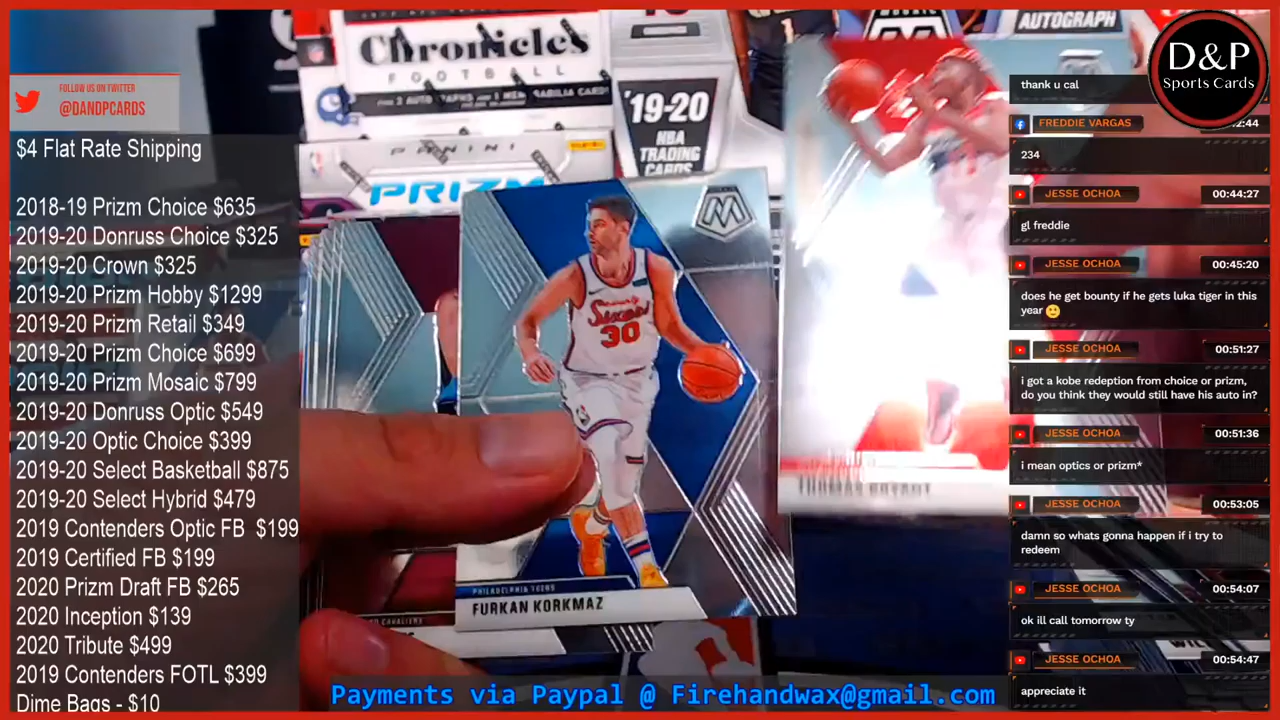 FOLLOW US ON TWITTER
@DANDPCARDS
$4 Flat Rate Shipping
2018-19 Prizm Choice $635
2019-20 Donruss Choice $325
2019-20 Crown $325
2019-20 Prizm Hobby $1299
2019-20 Prizm Retail $349
2019-20 Prizm Choice $699
2019-20 Prizm Mosaic $799
2019-20 Donruss Optic $549
2019-20 Optic Choice $399
2019-20 Select Basketball $875
2019-20 Select Hybrid $479
2019 Contenders Optic FB $199
2019 Certified FB $199
2020 Prizm Draft FB $265
2020 Inception $139
2020 Tribute $499
2019 Contenders FOTL $399
Dime Bags - $10
Chronicles
FOOTBALL
PANINI
PRIZM
'19-20
NBA
TRADING
CARDS
AUTOGRAPH
M
Sixers
30
PHILADELPHIA 76ERS
FURKAN KORKMAZ
CAVALIERS
THOMAS BRYANT
D&P
Sports Cards
thank u cal
FREDDIE VARGAS
2:44
234
JESSE OCHOA
00:44:27
gl freddie
JESSE OCHOA
00:45:20
does he get bounty if he gets luka tiger in this
year 🙂
JESSE OCHOA
00:51:27
i got a kobe redeption from choice or prizm,
do you think they would still have his auto in?
JESSE OCHOA
00:51:36
i mean optics or prizm*
JESSE OCHOA
00:53:05
damn so whats gonna happen if i try to
redeem
JESSE OCHOA
00:54:07
ok ill call tomorrow ty
JESSE OCHOA
00:54:47
appreciate it
Payments via Paypal @ Firehandwax@gmail.com